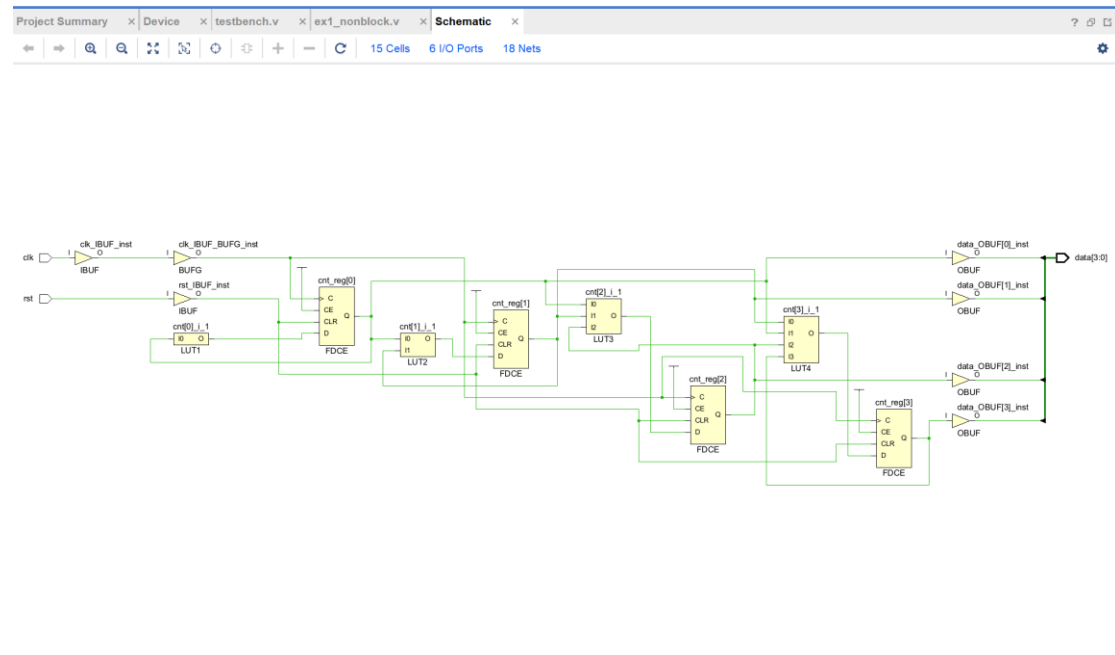 Project Summary × Device × testbench.v × ex1_nonblock.v × Schematic ×
?
15 Cells 6 I/O Ports 18 Nets
clk
I O
clk_IBUF_inst
IBUF
I O
clk_IBUF_BUFG_inst
BUFG
rst
I O
rst_IBUF_inst
IBUF
cnt[0]_i_1
I0 O
LUT1
cnt_reg[0]
C
CE
CLR
D
Q
FDCE
cnt[1]_i_1
I0 O
I1
LUT2
cnt_reg[1]
C
CE
CLR
D
Q
FDCE
cnt[2]_i_1
I0
I1 O
I2
LUT3
cnt_reg[2]
C
CE
CLR
D
Q
FDCE
cnt[3]_i_1
I0
I1 O
I2
I3
LUT4
cnt_reg[3]
C
CE
CLR
D
Q
FDCE
data_OBUF[0]_inst
I O
OBUF
data_OBUF[1]_inst
I O
OBUF
data_OBUF[2]_inst
I O
OBUF
data_OBUF[3]_inst
I O
OBUF
data[3:0]